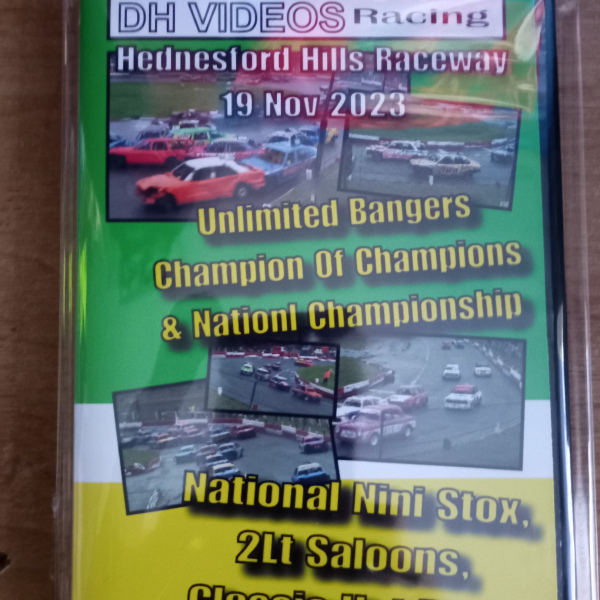 DH VIDEOS Racing
Hednesford Hills Raceway
19 Nov 2023
Unlimited Bangers
Champion Of Champions
& Nationl Championship
National Nini Stox,
2Lt Saloons,
Classic